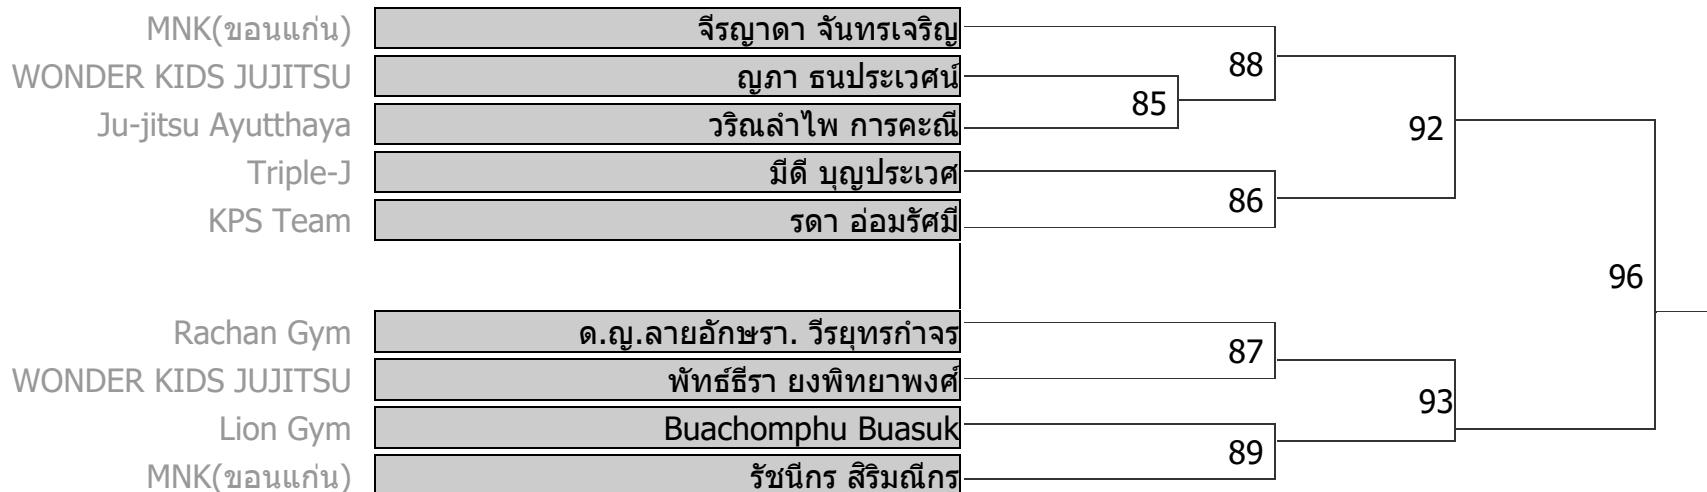 MNK(ขอนแก่น) จีรญาดา จันทรเจริญ
88
WONDER KIDS JUJITSU ญภา ธนประเวศน์
85
Ju-jitsu Ayutthaya วริณลำไพ การคะณี
92
Triple-J มีดี บุญประเวศ
86
KPS Team รดา อ่อมรัศมี
96
Rachan Gym ด.ญ.ลายอักษรา. วีรยุทรกำจร
87
WONDER KIDS JUJITSU พัทธ์ธีรา ยงพิทยาพงศ์
93
Lion Gym Buachomphu Buasuk
89
MNK(ขอนแก่น) รัชนีกร สิริมณีกร